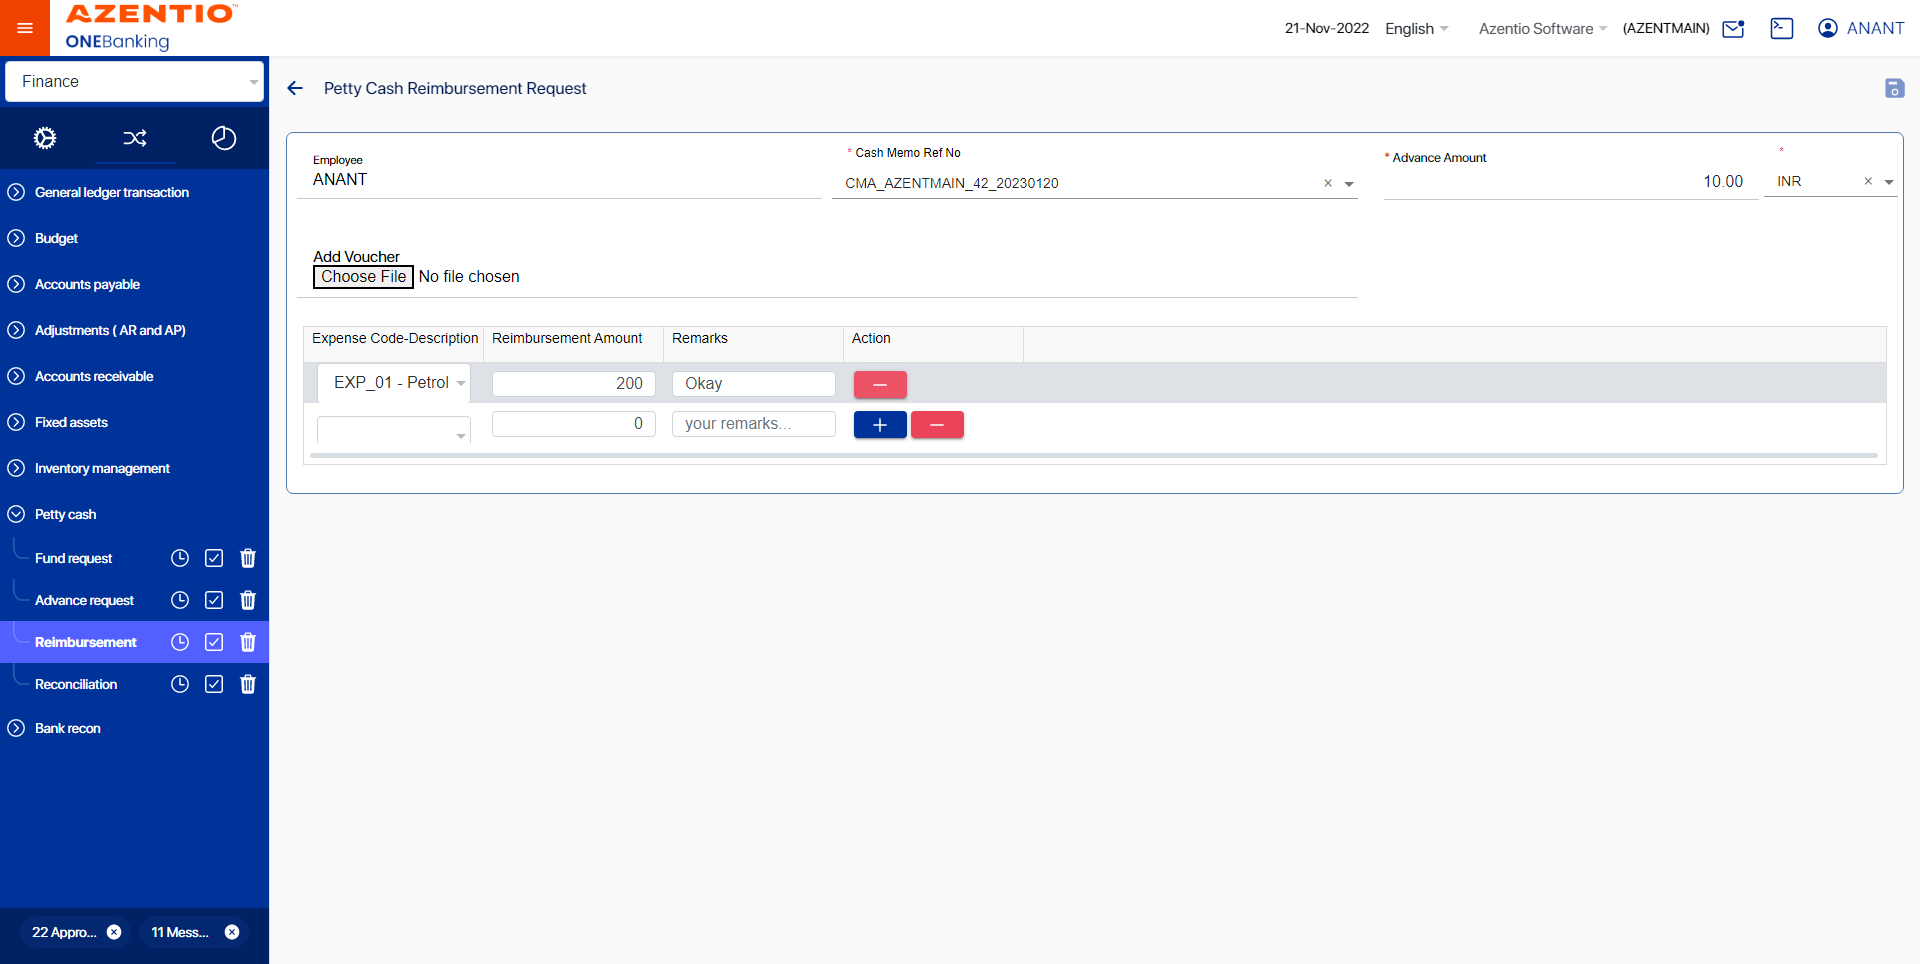 AZENTIO™
ONEBanking
21-Nov-2022 English Azentio Software (AZENTMAIN) ANANT
Finance
General ledger transaction
Budget
Accounts payable
Adjustments ( AR and AP)
Accounts receivable
Fixed assets
Inventory management
Petty cash
Fund request
Advance request
Reimbursement
Reconciliation
Bank recon
22 Appro...
11 Mess...
Petty Cash Reimbursement Request
Employee
ANANT
* Cash Memo Ref No
CMA_AZENTMAIN_42_20230120
* Advance Amount
10.00
*
INR
Add Voucher
Choose File No file chosen
Expense Code-Description Reimbursement Amount Remarks Action
EXP_01 - Petrol 200 Okay
0 your remarks...